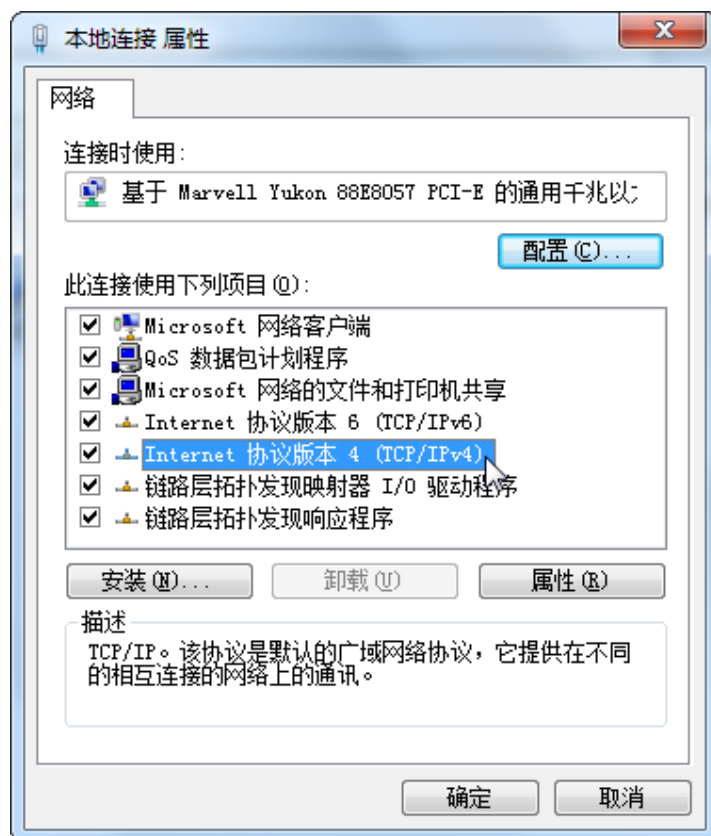 本地连接 属性
网络
连接时使用:
基于 Marvell Yukon 88E8057 PCI-E 的通用千兆以
配置(C)...
此连接使用下列项目(O):
Microsoft 网络客户端
QoS 数据包计划程序
Microsoft 网络的文件和打印机共享
Internet 协议版本 6 (TCP/IPv6)
Internet 协议版本 4 (TCP/IPv4)
链路层拓扑发现映射器 I/O 驱动程序
链路层拓扑发现响应程序
安装(N)... 卸载(U) 属性(R)
描述
TCP/IP。该协议是默认的广域网络协议，它提供在不同
的相互连接的网络上的通讯。
确定 取消